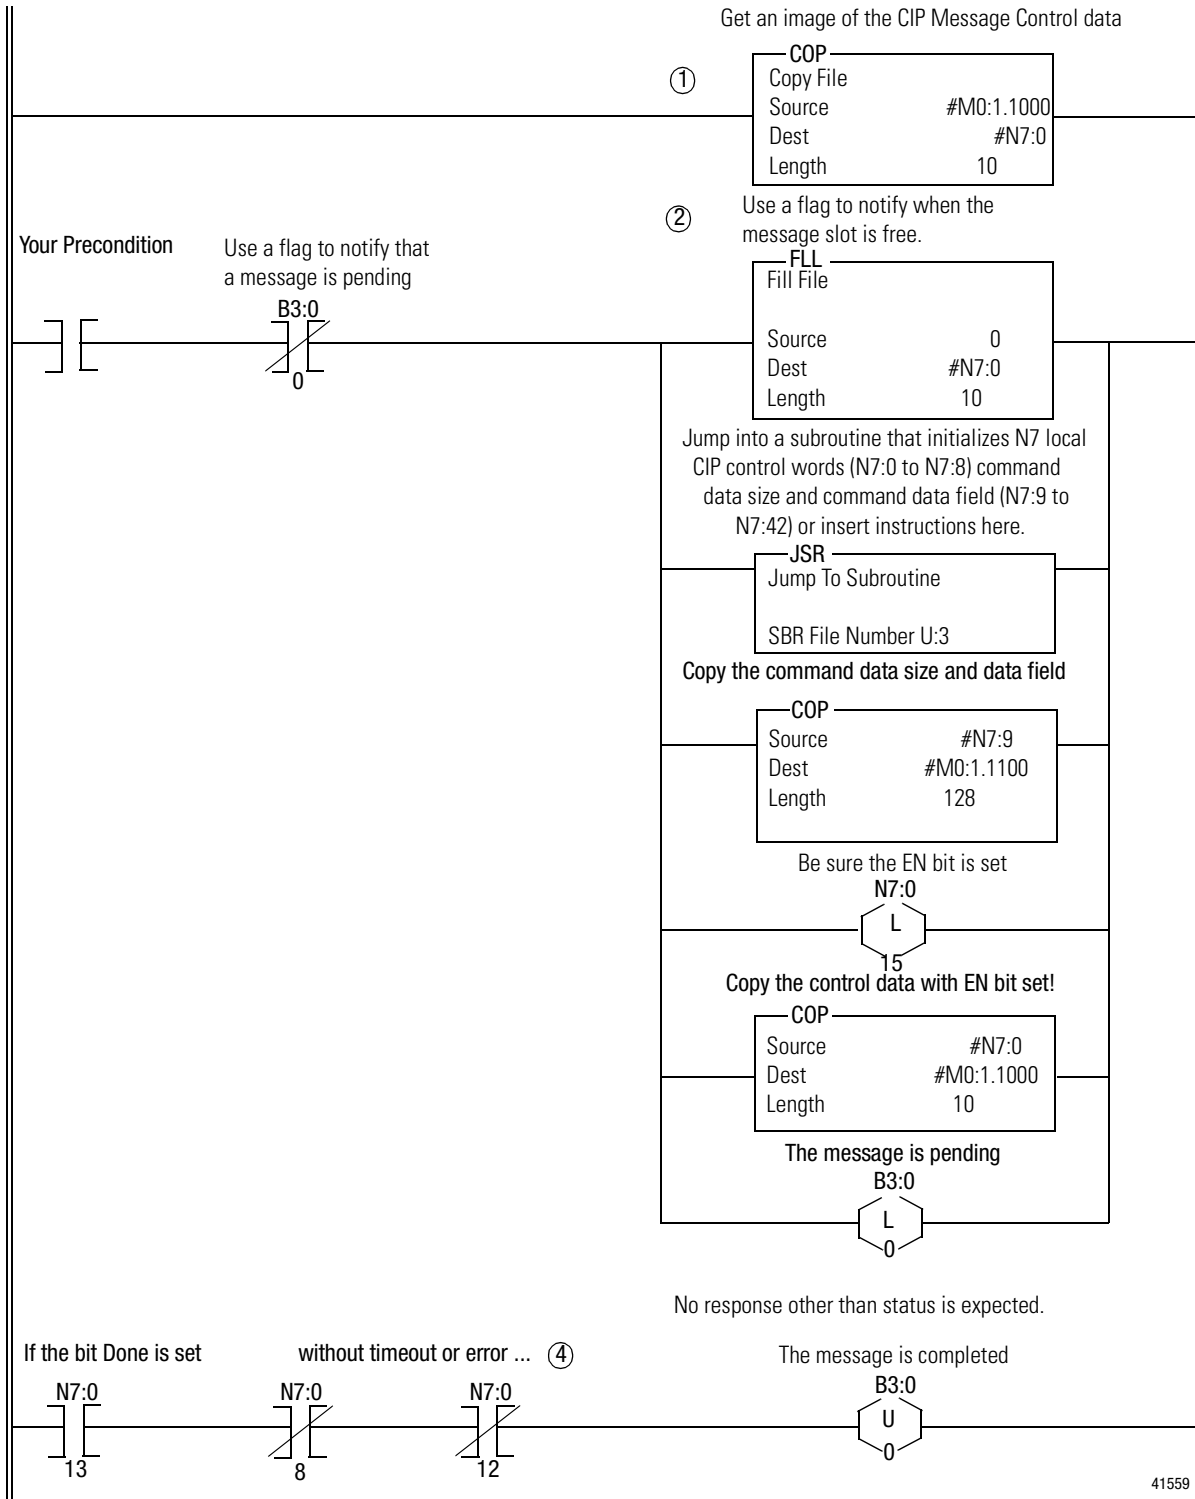 Get an image of the CIP Message Control data
1
COP
Copy File
Source #M0:1.1000
Dest #N7:0
Length 10
2
Use a flag to notify when the
message slot is free.
Your Precondition
Use a flag to notify that
a message is pending
B3:0
0
FLL
Fill File
Source 0
Dest #N7:0
Length 10
Jump into a subroutine that initializes N7 local
CIP control words (N7:0 to N7:8) command
data size and command data field (N7:9 to
N7:42) or insert instructions here.
JSR
Jump To Subroutine
SBR File Number U:3
Copy the command data size and data field
COP
Source #N7:9
Dest #M0:1.1100
Length 128
Be sure the EN bit is set
N7:0
L
15
Copy the control data with EN bit set!
COP
Source #N7:0
Dest #M0:1.1000
Length 10
The message is pending
B3:0
L
0
No response other than status is expected.
If the bit Done is set
without timeout or error ... 4
The message is completed
N7:0 N7:0 N7:0 B3:0
U
13 8 12 0
41559